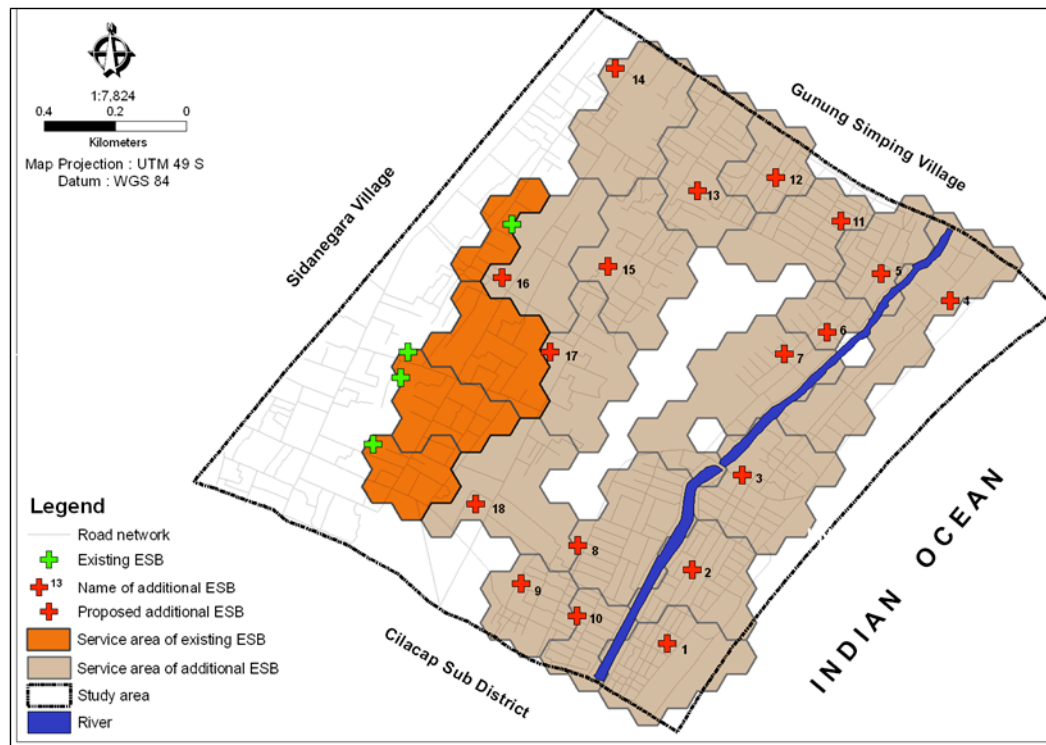 1:7,824
0.4 0.2 0
Kilometers
Map Projection : UTM 49 S
Datum : WGS 84
Sidanegara Village
Gunung Simping Village
14
12
13
11
15
5
16
4
6
17
7
3
18
8
2
9
10
1
Cilacap Sub District
INDIAN OCEAN
Legend
Road network
Existing ESB
13 Name of additional ESB
Proposed additional ESB
Service area of existing ESB
Service area of additional ESB
Study area
River